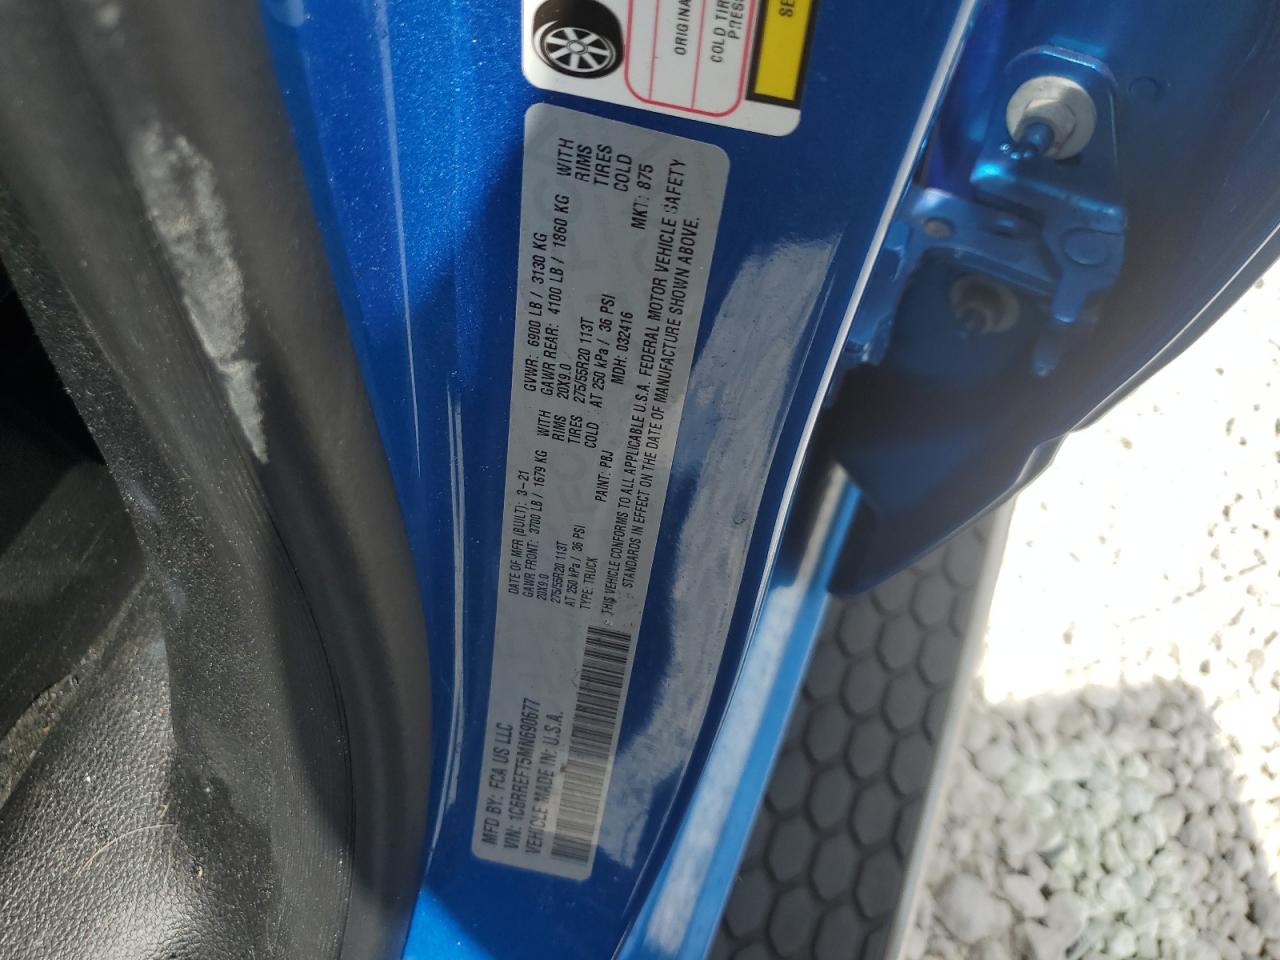 ORIGINA
COLD TIR
PRESS
SE
MFD BY: FCA US LLC
DATE OF MFR (BUILT): 3-21
GVWR: 6900 LB / 3130 KG
GAWR FRONT: 3700 LB / 1679 KG WITH
GAWR REAR: 4100 LB / 1860 KG WITH
20X9.0 RIMS
20X9.0 RIMS
275/55R20 113T TIRES
275/55R20 113T TIRES
AT 250 kPa / 36 PSI COLD
AT 250 kPa / 36 PSI COLD
VIN: 1C6RREFT5MN690677
TYPE: TRUCK
PAINT: PBJ
MDH: 032416
MKT: 875
VEHICLE MADE IN: U.S.A.
THIS VEHICLE CONFORMS TO ALL APPLICABLE U.S.A. FEDERAL MOTOR VEHICLE SAFETY
STANDARDS IN EFFECT ON THE DATE OF MANUFACTURE SHOWN ABOVE.